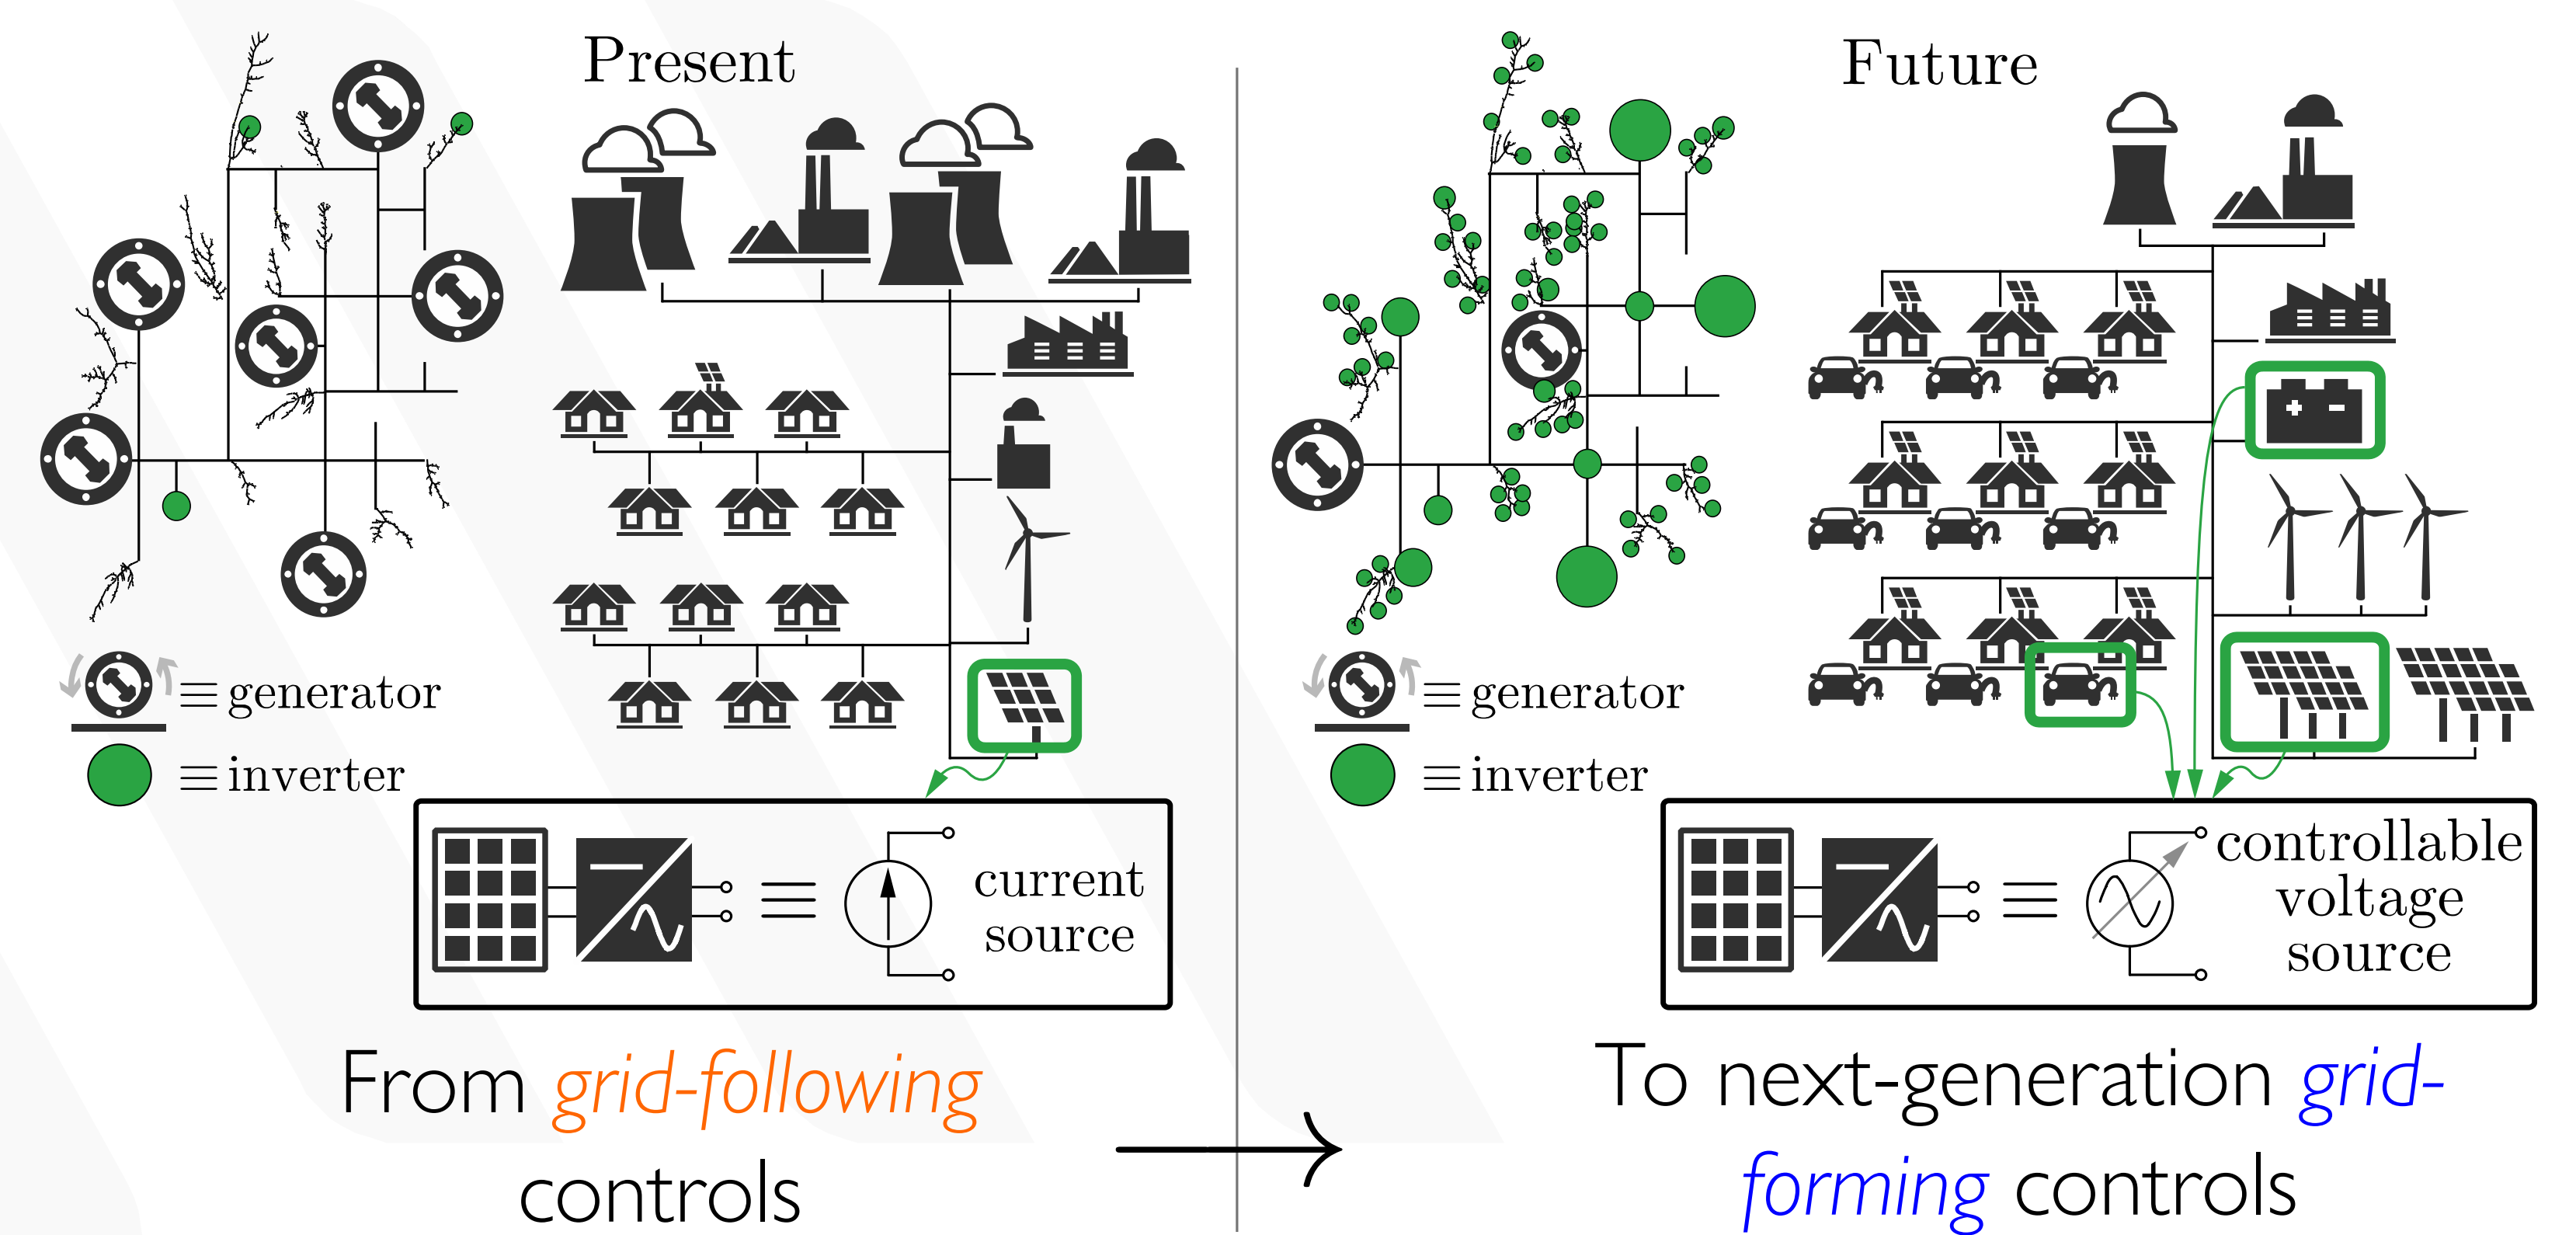 Present
≡ generator
≡ inverter
≡
current
source
From grid-following
controls
Future
≡ generator
≡ inverter
≡
controllable
voltage
source
To next-generation grid-
forming controls